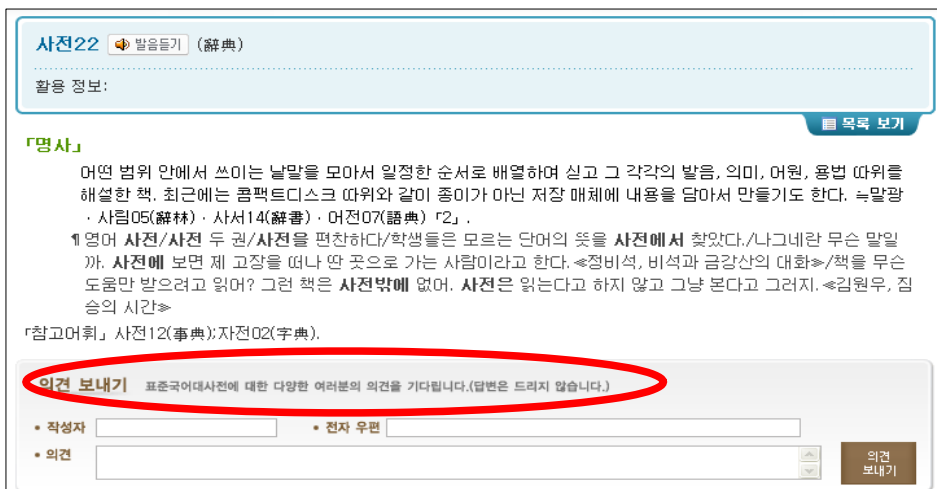 사전22 발음듣기 (辭典)
활용 정보:
목록 보기
「명사」
어떤 범위 안에서 쓰이는 낱말을 모아서 일정한 순서로 배열하여 싣고 그 각각의 발음, 의미, 어원, 용법 따위를
해설한 책. 최근에는 콤팩트디스크 따위와 같이 종이가 아닌 저장 매체에 내용을 담아서 만들기도 한다. ≒말광
· 사림05(辭林) · 사서14(辭書) · 어전07(語典)「2」.
¶영어 사전/사전 두 권/사전을 편찬하다/학생들은 모르는 단어의 뜻을 사전에서 찾았다./나그네란 무슨 말일
까. 사전에 보면 제 고장을 떠나 딴 곳으로 가는 사람이라고 한다.≪정비석, 비석과 금강산의 대화≫/책을 무슨
도움만 받으려고 읽어? 그런 책은 사전밖에 없어. 사전은 읽는다고 하지 않고 그냥 본다고 그러지.≪김원우, 짐
승의 시간≫
「참고어휘」사전12(事典);자전02(字典).
의견 보내기 표준국어대사전에 대한 다양한 여러분의 의견을 기다립니다.(답변은 드리지 않습니다.)
• 작성자 • 전자 우편
• 의견
의견
보내기